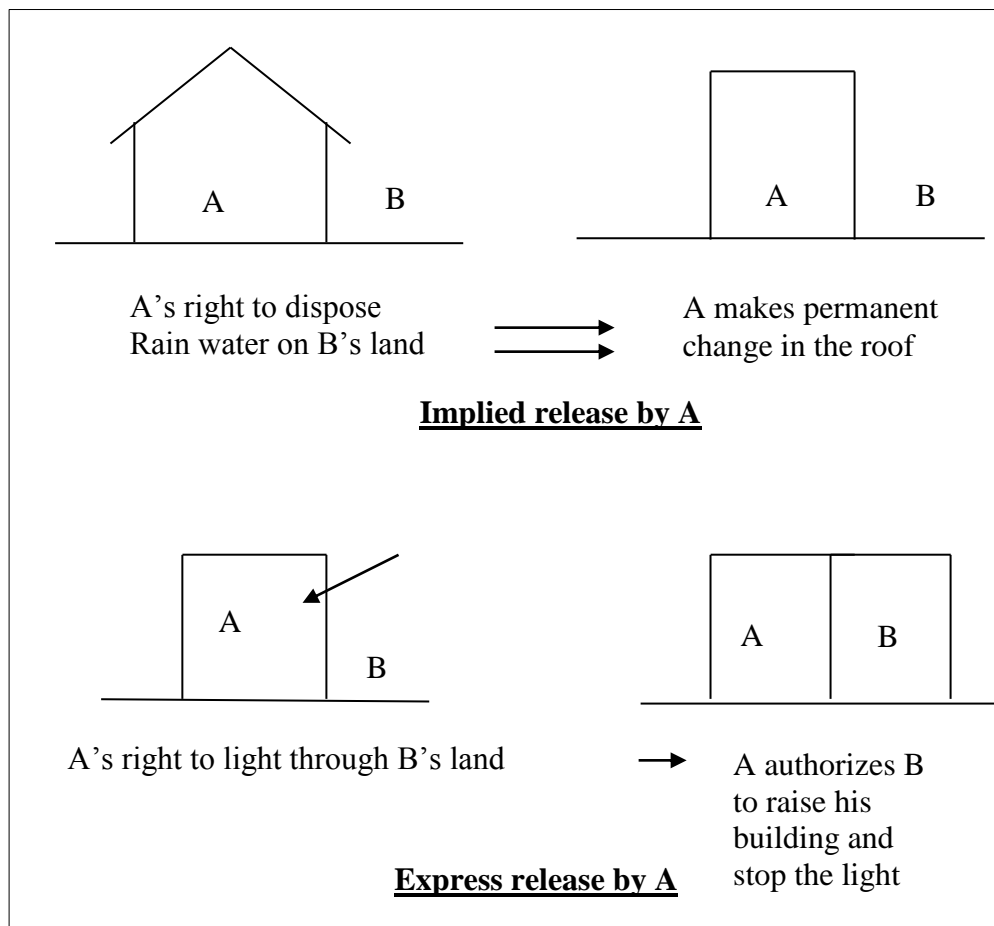 A
B
A
B
A’s right to dispose
Rain water on B’s land
A makes permanent
change in the roof
Implied release by A
A
B
A
B
A’s right to light through B’s land
A authorizes B
to raise his
building and
stop the light
Express release by A